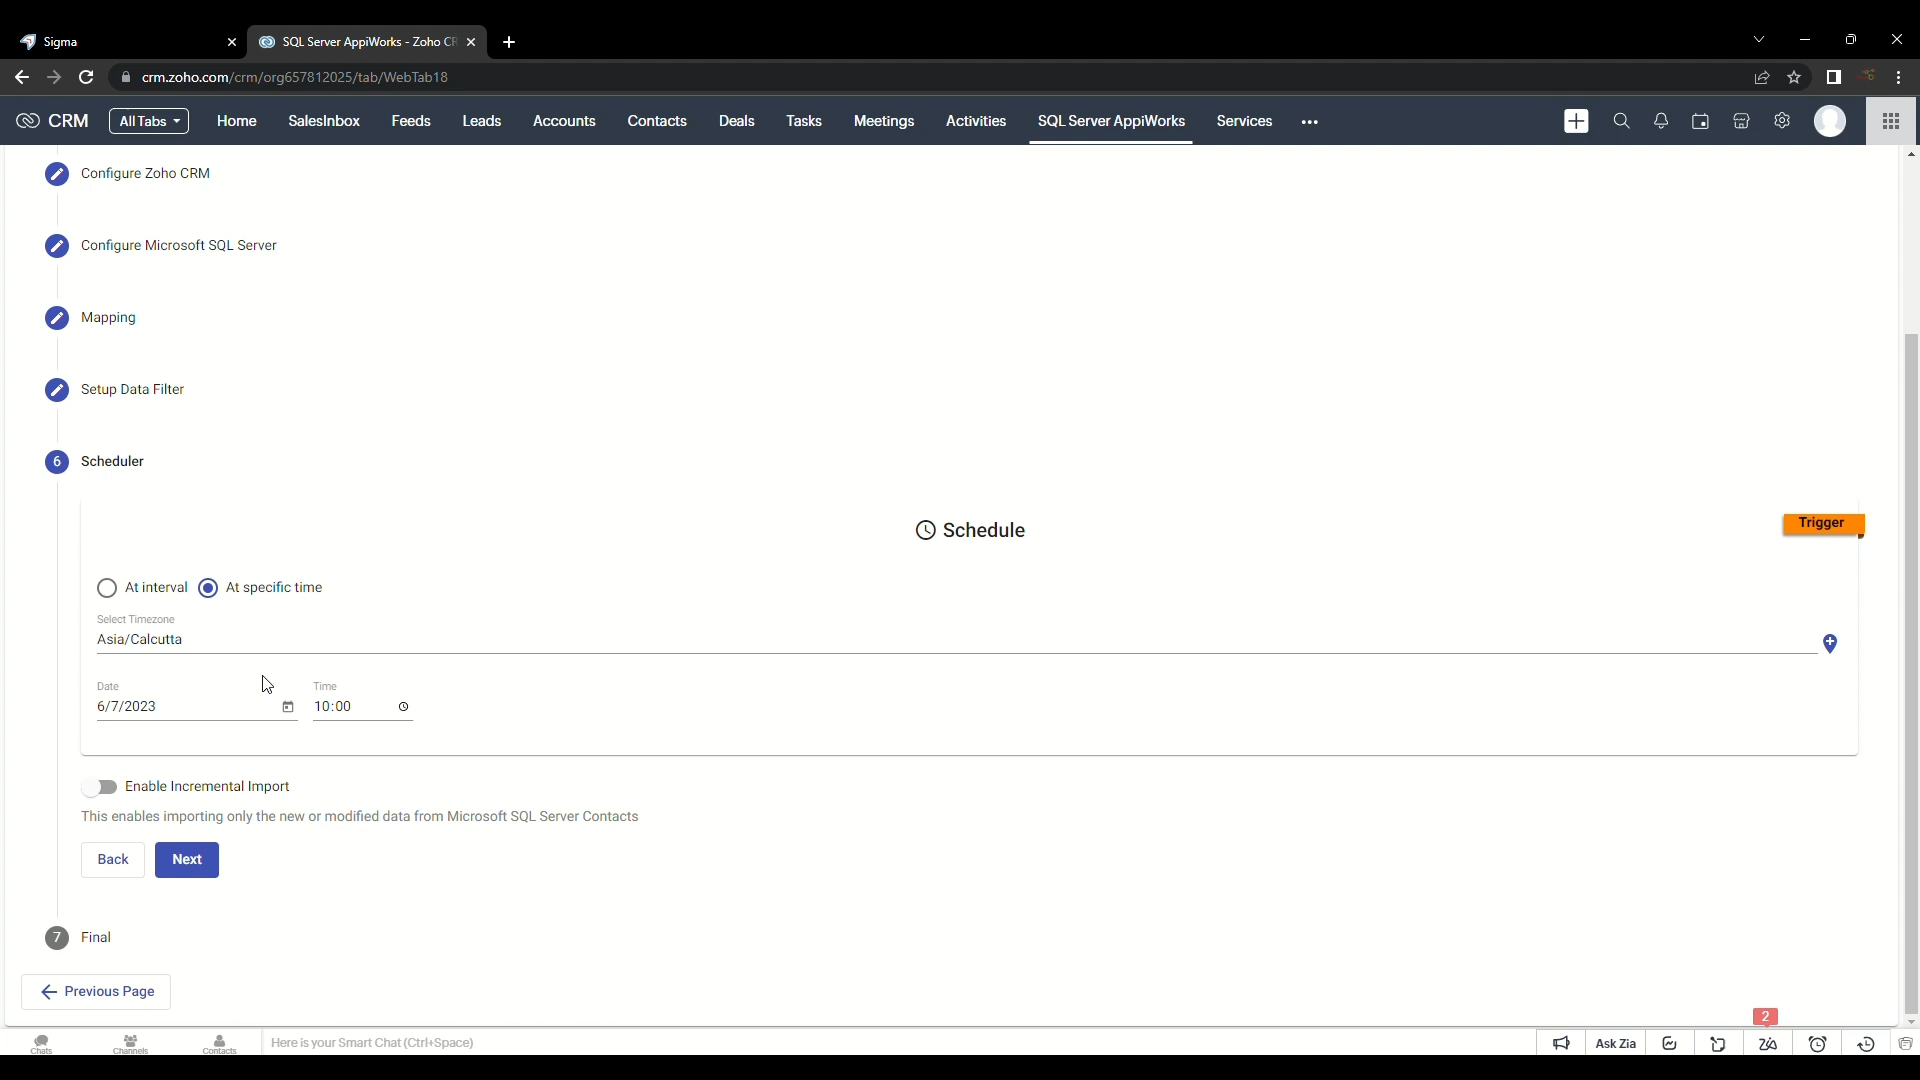 Sigma
SQL Server AppiWorks - Zoho CR
crm.zoho.com/crm/org657812025/tab/WebTab18
CRM
All Tabs
Home
SalesInbox
Feeds
Leads
Accounts
Contacts
Deals
Tasks
Meetings
Activities
SQL Server AppiWorks
Services
Configure Zoho CRM
Configure Microsoft SQL Server
Mapping
Setup Data Filter
6 Scheduler
Schedule
Trigger
At interval
At specific time
Select Timezone
Asia/Calcutta
Date
Time
6/7/2023
10:00
Enable Incremental Import
This enables importing only the new or modified data from Microsoft SQL Server Contacts
Back
Next
7 Final
Previous Page
2
Chats
Channels
Contacts
Here is your Smart Chat (Ctrl+Space)
Ask Zia